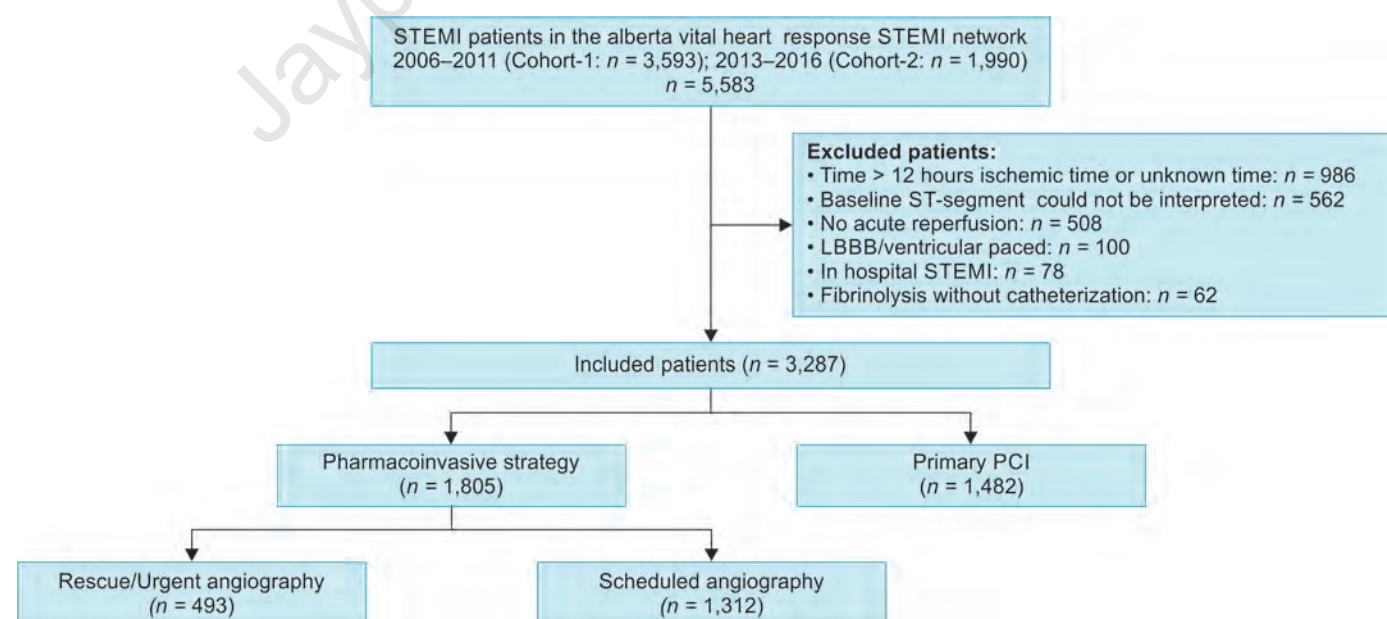 STEMI patients in the alberta vital heart response STEMI network
2006–2011 (Cohort-1: n = 3,593); 2013–2016 (Cohort-2: n = 1,990)
n = 5,583
Excluded patients:
• Time > 12 hours ischemic time or unknown time: n = 986
• Baseline ST-segment could not be interpreted: n = 562
• No acute reperfusion: n = 508
• LBBB/ventricular paced: n = 100
• In hospital STEMI: n = 78
• Fibrinolysis without catheterization: n = 62
Included patients (n = 3,287)
Pharmacoinvasive strategy
(n = 1,805)
Primary PCI
(n = 1,482)
Rescue/Urgent angiography
(n = 493)
Scheduled angiography
(n = 1,312)